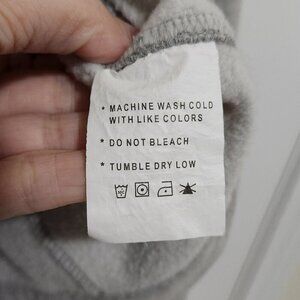 * MACHINE WASH COLD
WITH LIKE COLORS
* DO NOT BLEACH
* TUMBLE DRY LOW